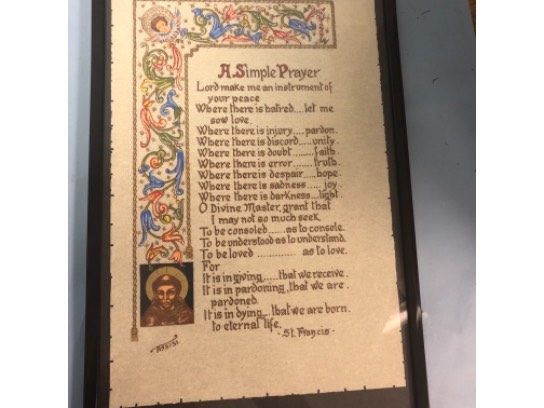 A Simple Prayer
Lord make me an instrument of
your peace
Where there is hatred....let me
sow love
Where there is injury....pardon.
Where there is discord.....unity.
Where there is doubt........faith.
Where there is error........truth.
Where there is despair.....hope.
Where there is sadness.....joy.
Where there is darkness...light.
O Divine Master, grant that
I may not so much seek
To be consoled.....as to console.
To be understood as to understand.
To be loved .............. as to love.
For
It is in giving.....that we receive.
It is in pardoning, that we are
pardoned.
It is in dying....that we are born
to eternal life.
- St. Francis -
ASSISI